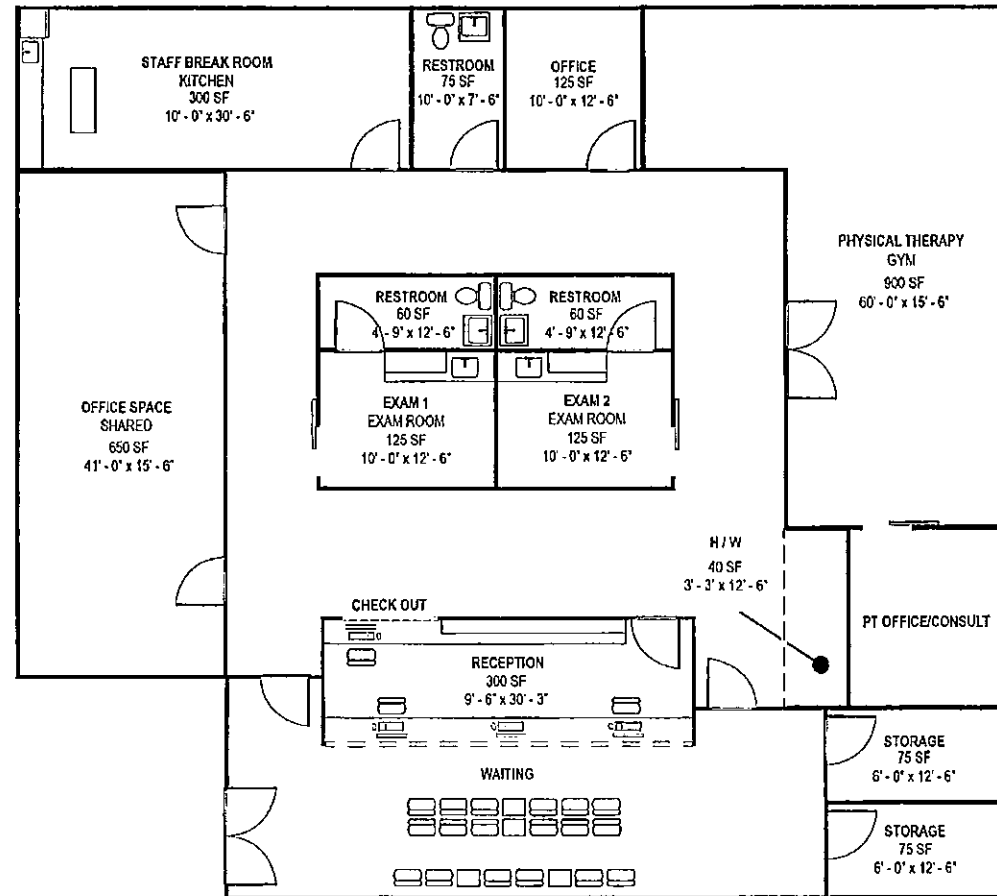 STAFF BREAK ROOM
KITCHEN
300 SF
10' - 0" x 30' - 6"
RESTROOM
75 SF
10' - 0" x 7' - 6"
OFFICE
125 SF
10' - 0" x 12' - 6"
PHYSICAL THERAPY
GYM
900 SF
60' - 0" x 15' - 6"
RESTROOM
60 SF
4' - 9" x 12' - 6"
RESTROOM
60 SF
4' - 9" x 12' - 6"
OFFICE SPACE
SHARED
650 SF
41' - 0" x 15' - 6"
EXAM 1
EXAM ROOM
125 SF
10' - 0" x 12' - 6"
EXAM 2
EXAM ROOM
125 SF
10' - 0" x 12' - 6"
H / W
40 SF
3' - 3" x 12' - 6"
CHECK OUT
PT OFFICE/CONSULT
RECEPTION
300 SF
9' - 6" x 30' - 3"
WAITING
STORAGE
75 SF
6' - 0" x 12' - 6"
STORAGE
75 SF
6' - 0" x 12' - 6"